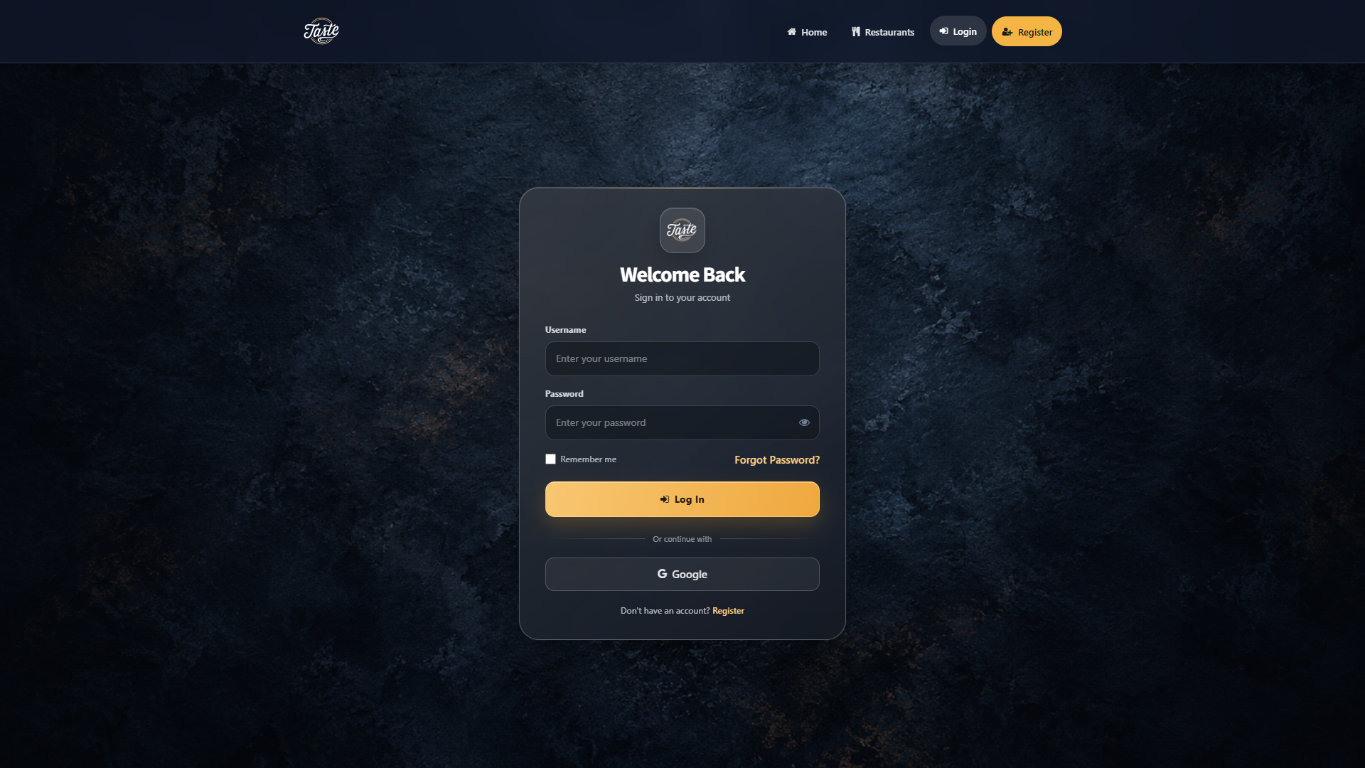 Taste
Home
Restaurants
Login
Register
Taste
Welcome Back
Sign in to your account
Username
Enter your username
Password
Enter your password
Remember me
Forgot Password?
Log In
Or continue with
G Google
Don't have an account? Register